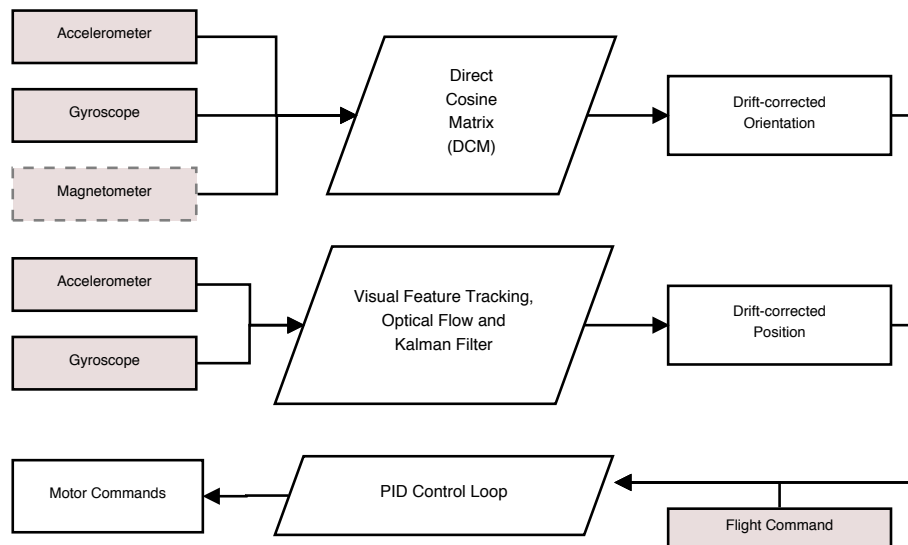 Accelerometer
Gyroscope
Magnetometer
Direct
Cosine
Matrix
(DCM)
Drift-corrected
Orientation
Accelerometer
Gyroscope
Visual Feature Tracking,
Optical Flow and
Kalman Filter
Drift-corrected
Position
Motor Commands
PID Control Loop
Flight Command